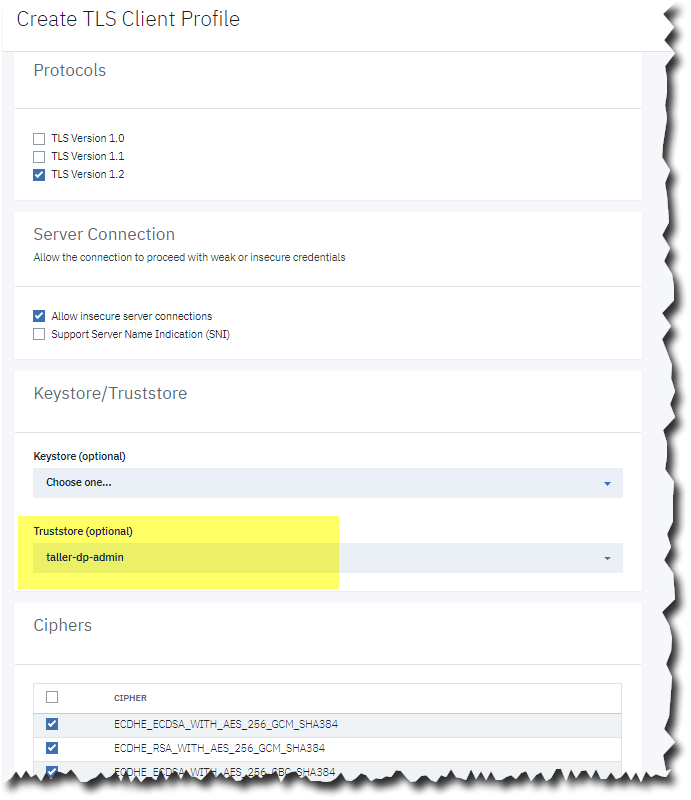 Create TLS Client Profile
Protocols
TLS Version 1.0
TLS Version 1.1
TLS Version 1.2
Server Connection
Allow the connection to proceed with weak or insecure credentials
Allow insecure server connections
Support Server Name Indication (SNI)
Keystore/Truststore
Keystore (optional)
Choose one...
Truststore (optional)
taller-dp-admin
Ciphers
CIPHER
ECDHE_ECDSA_WITH_AES_256_GCM_SHA384
ECDHE_RSA_WITH_AES_256_GCM_SHA384
ECDHE_ECDSA_WITH_AES_256_CBC_SHA384